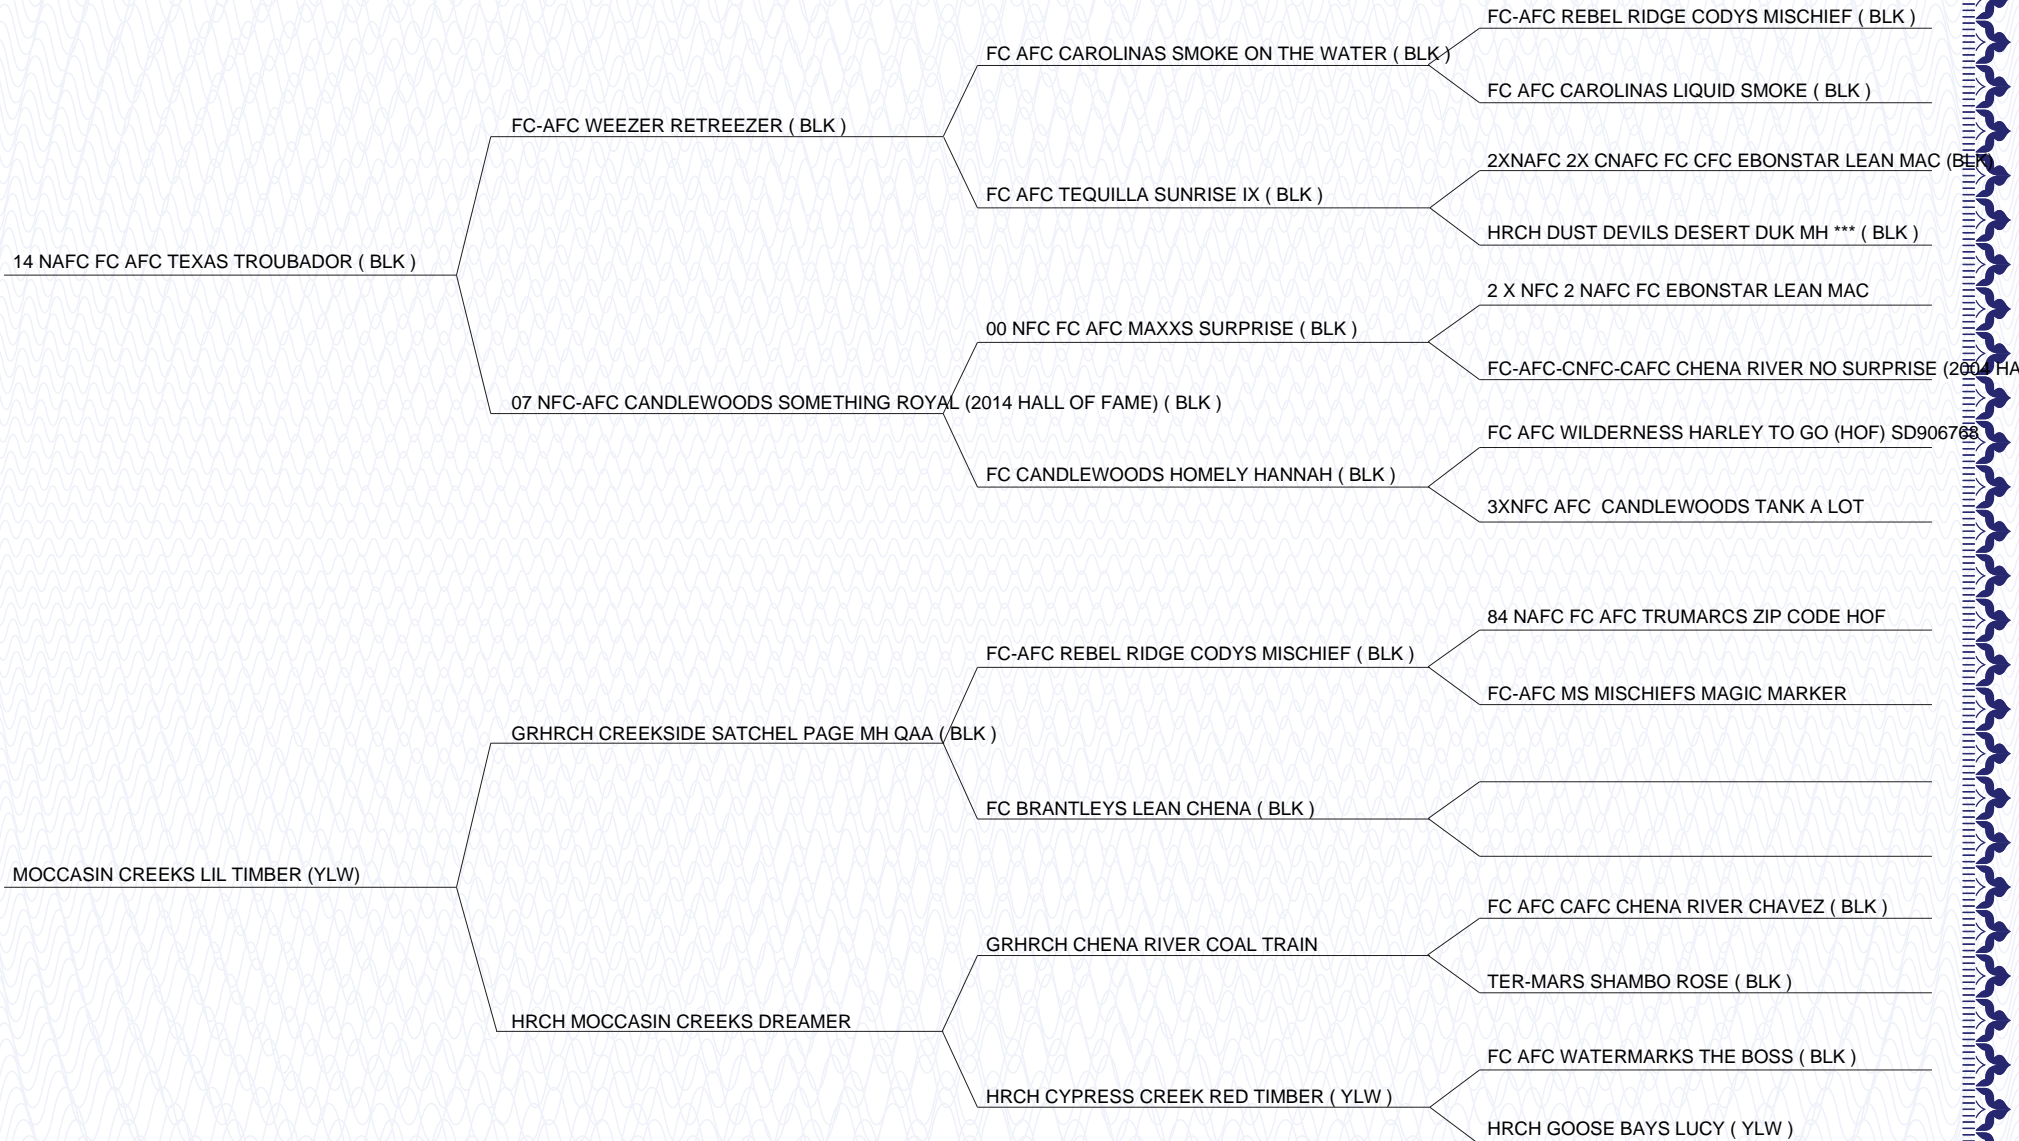 FC-AFC REBEL RIDGE CODYS MISCHIEF ( BLK )
FC AFC CAROLINAS SMOKE ON THE WATER ( BLK )
FC AFC CAROLINAS LIQUID SMOKE ( BLK )
FC-AFC WEEZER RETREEZER ( BLK )
2XNAFC 2X CNAFC FC CFC EBONSTAR LEAN MAC (BLK)
FC AFC TEQUILLA SUNRISE IX ( BLK )
HRCH DUST DEVILS DESERT DUK MH *** ( BLK )
14 NAFC FC AFC TEXAS TROUBADOR ( BLK )
2 X NFC 2 NAFC FC EBONSTAR LEAN MAC
00 NFC FC AFC MAXXS SURPRISE ( BLK )
FC-AFC-CNFC-CAFC CHENA RIVER NO SURPRISE (2004 HA
07 NFC-AFC CANDLEWOODS SOMETHING ROYAL (2014 HALL OF FAME) ( BLK )
FC AFC WILDERNESS HARLEY TO GO (HOF) SD906768
FC CANDLEWOODS HOMELY HANNAH ( BLK )
3XNFC AFC  CANDLEWOODS TANK A LOT
84 NAFC FC AFC TRUMARCS ZIP CODE HOF
FC-AFC REBEL RIDGE CODYS MISCHIEF ( BLK )
FC-AFC MS MISCHIEFS MAGIC MARKER
GRHRCH CREEKSIDE SATCHEL PAGE MH QAA ( BLK )
FC BRANTLEYS LEAN CHENA ( BLK )
MOCCASIN CREEKS LIL TIMBER (YLW)
FC AFC CAFC CHENA RIVER CHAVEZ ( BLK )
GRHRCH CHENA RIVER COAL TRAIN
TER-MARS SHAMBO ROSE ( BLK )
HRCH MOCCASIN CREEKS DREAMER
FC AFC WATERMARKS THE BOSS ( BLK )
HRCH CYPRESS CREEK RED TIMBER ( YLW )
HRCH GOOSE BAYS LUCY ( YLW )